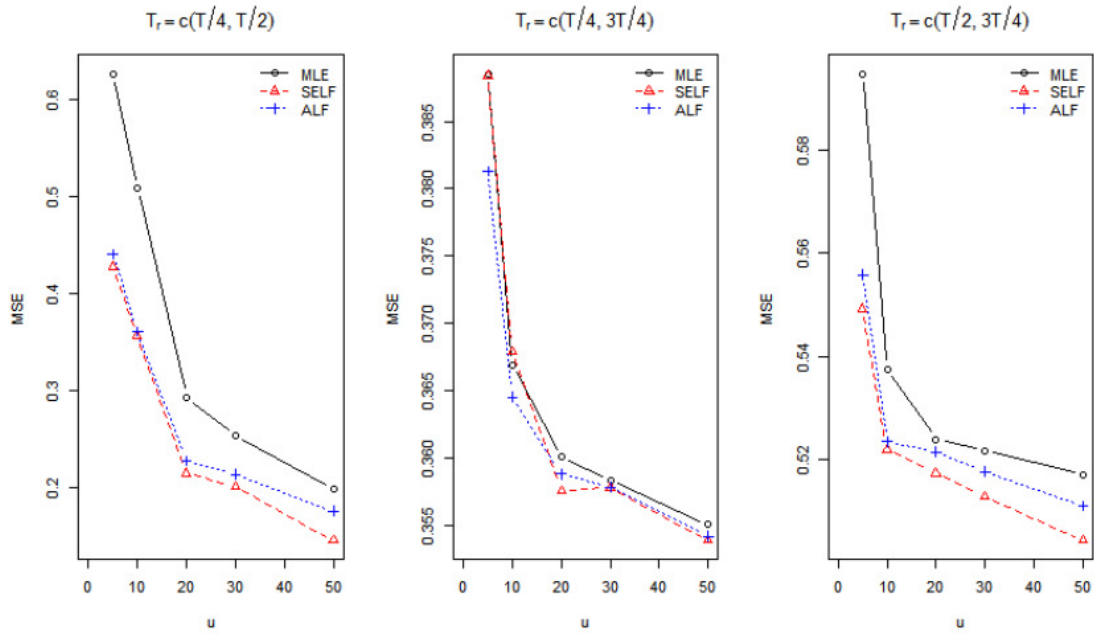 T_r = c(T/4, T/2)
MLE
SELF
ALF
MSE
0.6
0.5
0.4
0.3
0.2
0 10 20 30 40 50
u
T_r = c(T/4, 3T/4)
MLE
SELF
ALF
MSE
0.385
0.380
0.375
0.370
0.365
0.360
0.355
0 10 20 30 40 50
u
T_r = c(T/2, 3T/4)
MLE
SELF
ALF
MSE
0.58
0.56
0.54
0.52
0 10 20 30 40 50
u